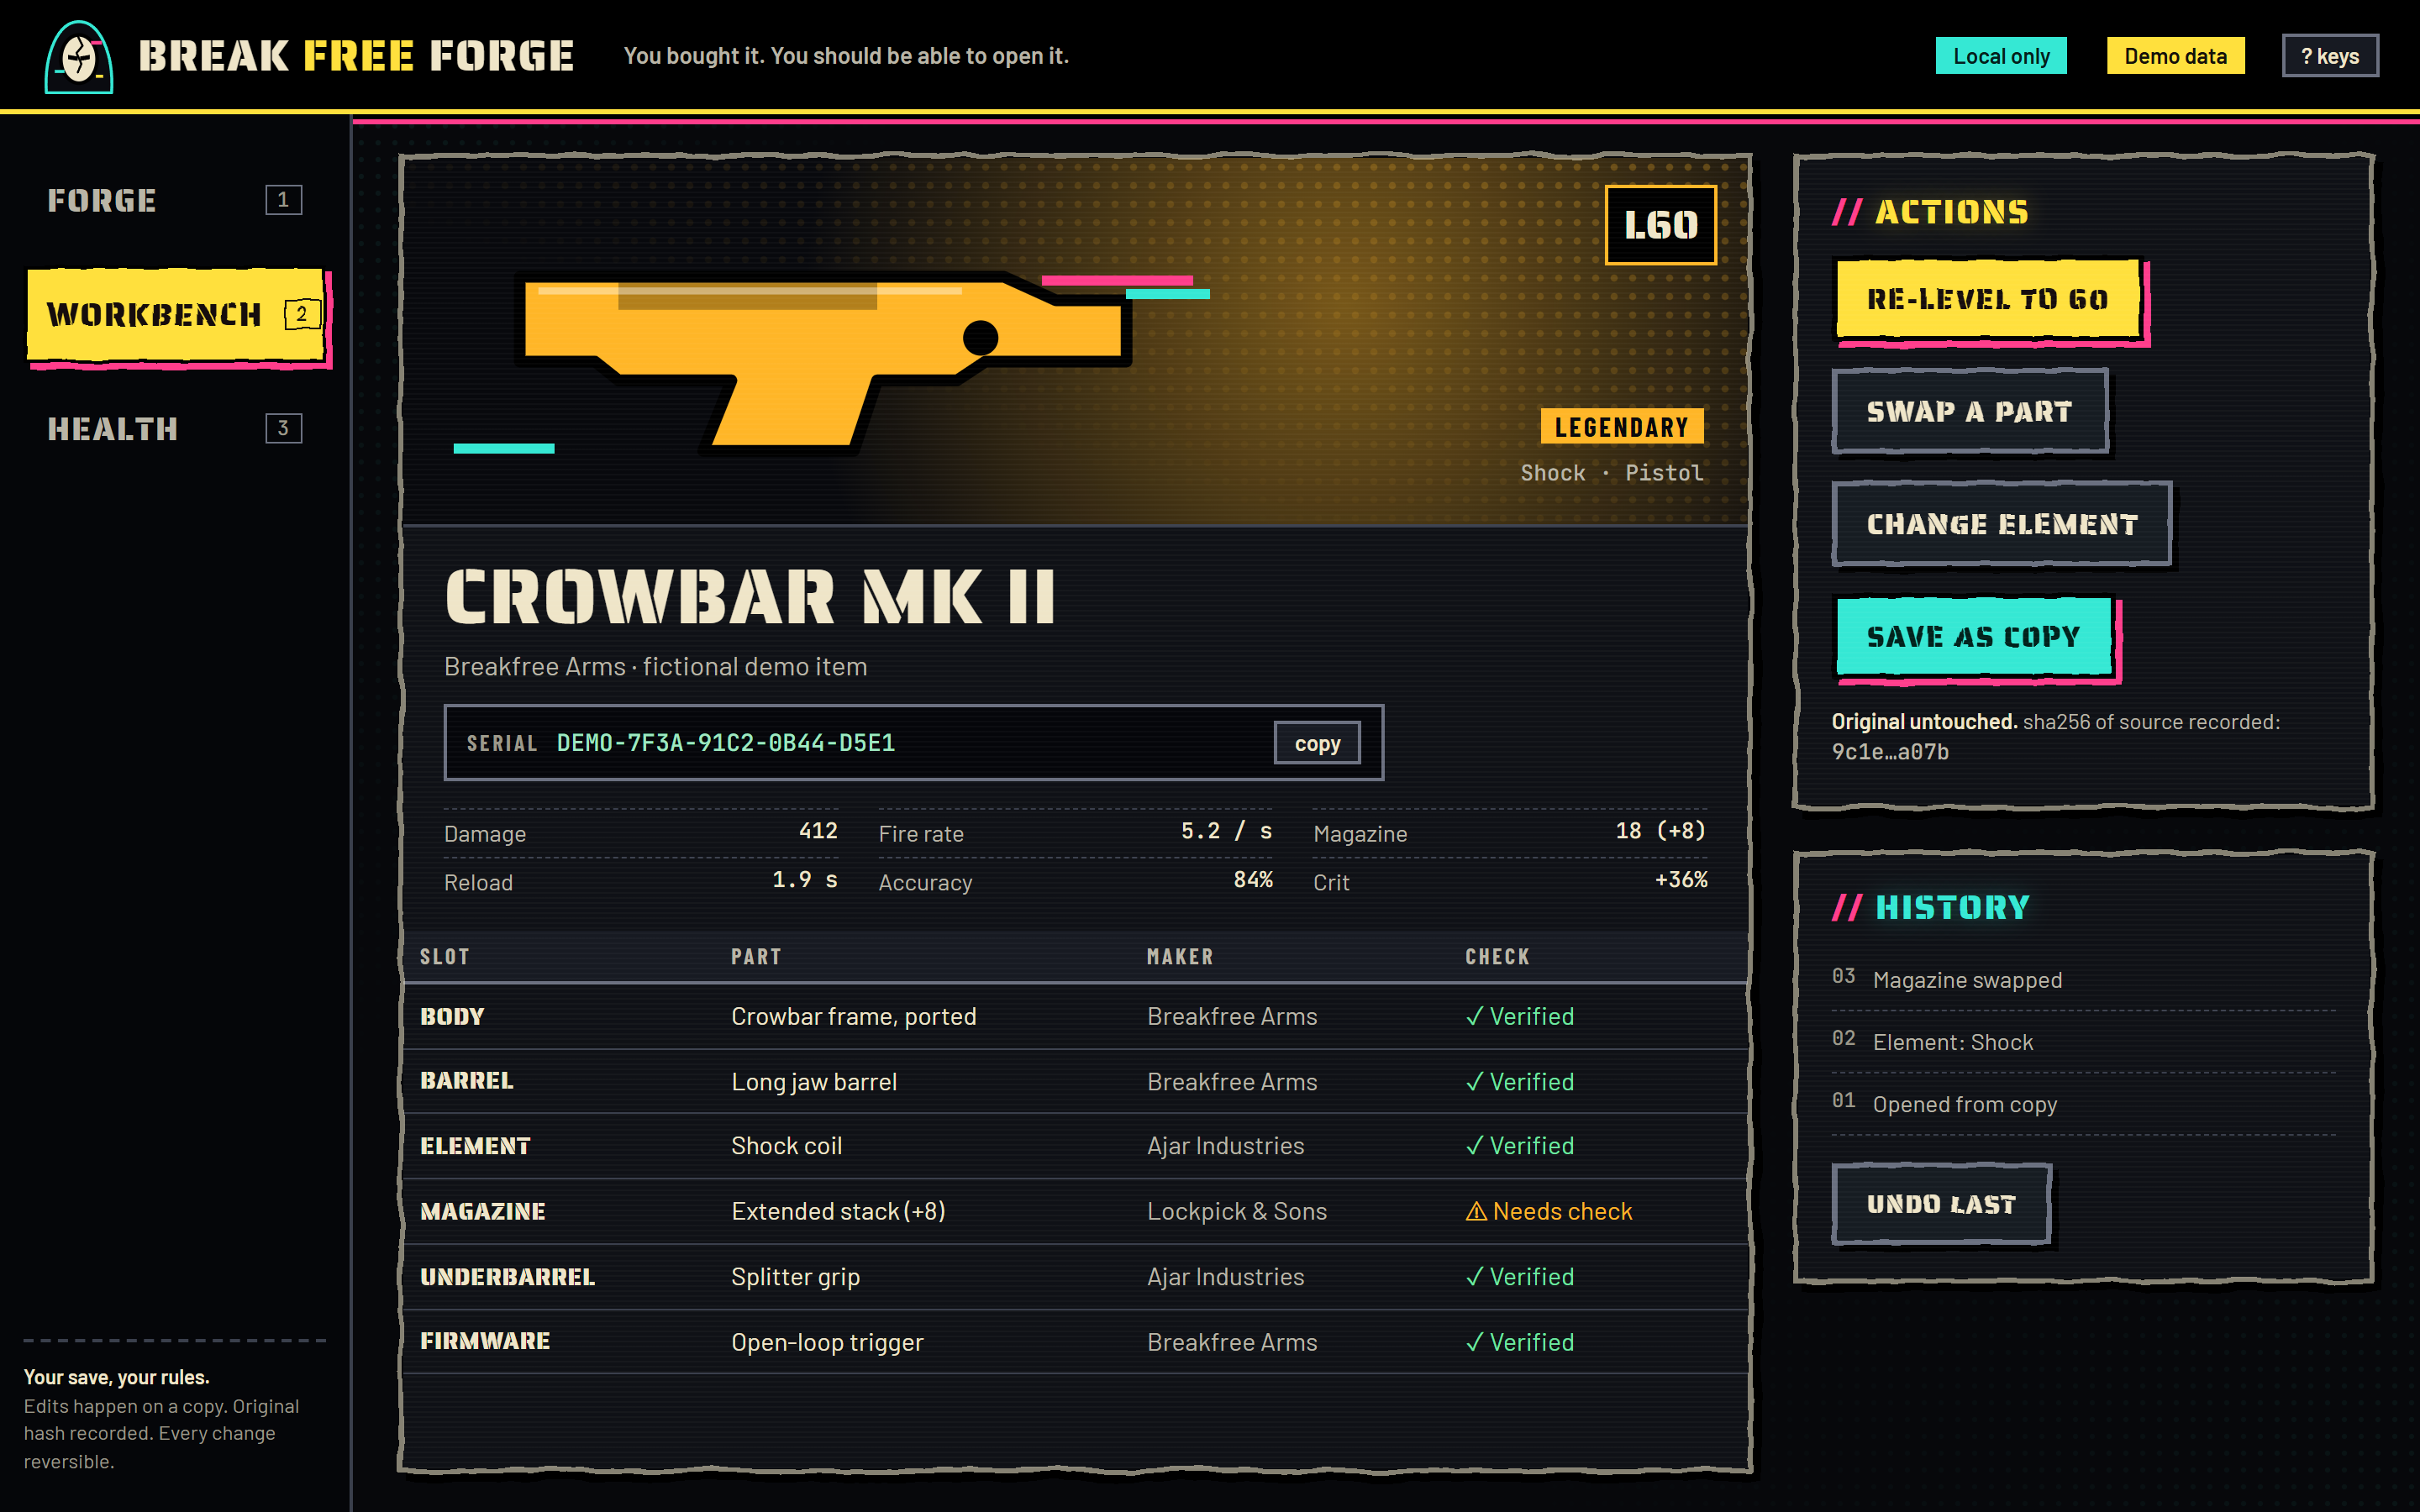 BREAK FREE FORGE
You bought it. You should be able to open it.
Local only
Demo data
? keys
FORGE 1
WORKBENCH 2
HEALTH 3
Your save, your rules.
Edits happen on a copy. Original
hash recorded. Every change
reversible.
L60
LEGENDARY
Shock · Pistol
CROWBAR MK II
Breakfree Arms · fictional demo item
SERIAL DEMO-7F3A-91C2-0B44-D5E1 copy
Damage 412 Fire rate 5.2 / s Magazine 18 (+8)
Reload 1.9 s Accuracy 84% Crit +36%
SLOT PART MAKER CHECK
BODY Crowbar frame, ported Breakfree Arms ✓ Verified
BARREL Long jaw barrel Breakfree Arms ✓ Verified
ELEMENT Shock coil Ajar Industries ✓ Verified
MAGAZINE Extended stack (+8) Lockpick & Sons ⚠ Needs check
UNDERBARREL Splitter grip Ajar Industries ✓ Verified
FIRMWARE Open-loop trigger Breakfree Arms ✓ Verified
// ACTIONS
RE-LEVEL TO 60
SWAP A PART
CHANGE ELEMENT
SAVE AS COPY
Original untouched. sha256 of source recorded:
9c1e…a07b
// HISTORY
03 Magazine swapped
02 Element: Shock
01 Opened from copy
UNDO LAST